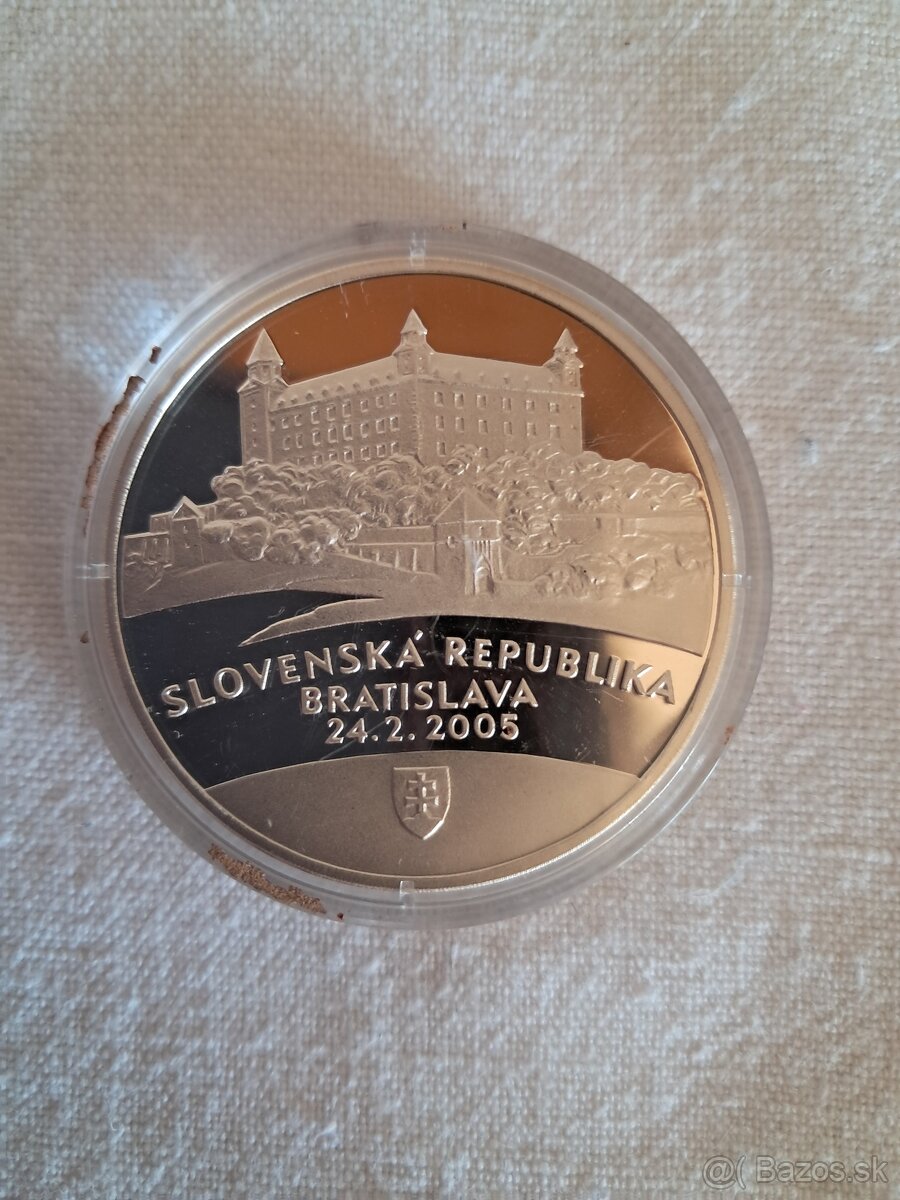 SLOVENSKÁ REPUBLIKA
BRATISLAVA
24.2.2005
@( Bazos.sk